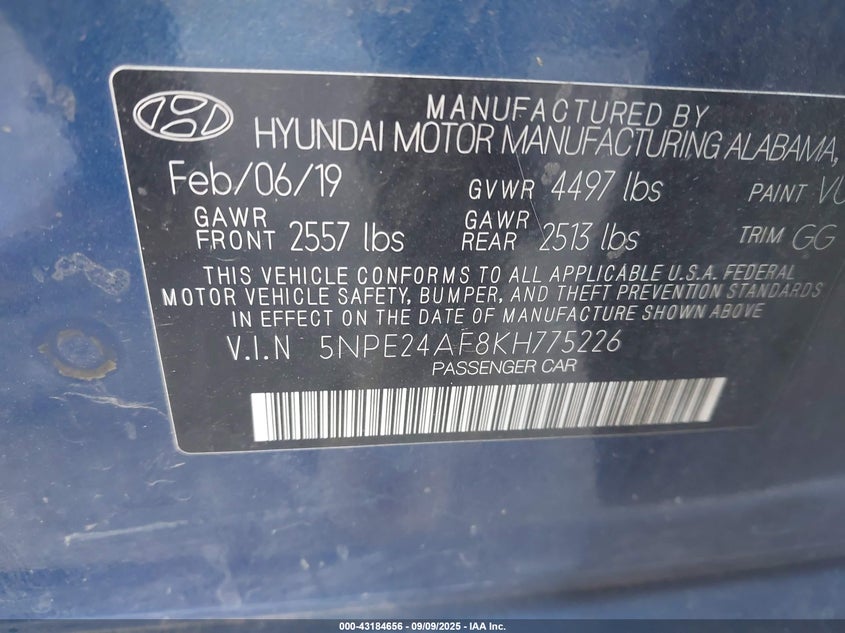 MANUFACTURED BY
HYUNDAI MOTOR MANUFACTURING ALABAMA,
Feb/06/19 GVWR 4497 lbs PAINT VU
GAWR FRONT 2557 lbs GAWR REAR 2513 lbs TRIM GG
THIS VEHICLE CONFORMS TO ALL APPLICABLE U.S.A. FEDERAL
MOTOR VEHICLE SAFETY, BUMPER, AND THEFT PREVENTION STANDARDS
IN EFFECT ON THE DATE OF MANUFACTURE SHOWN ABOVE
V.I.N 5NPE24AF8KH775226
PASSENGER CAR
000-43184656 - 09/09/2025 - IAA Inc.